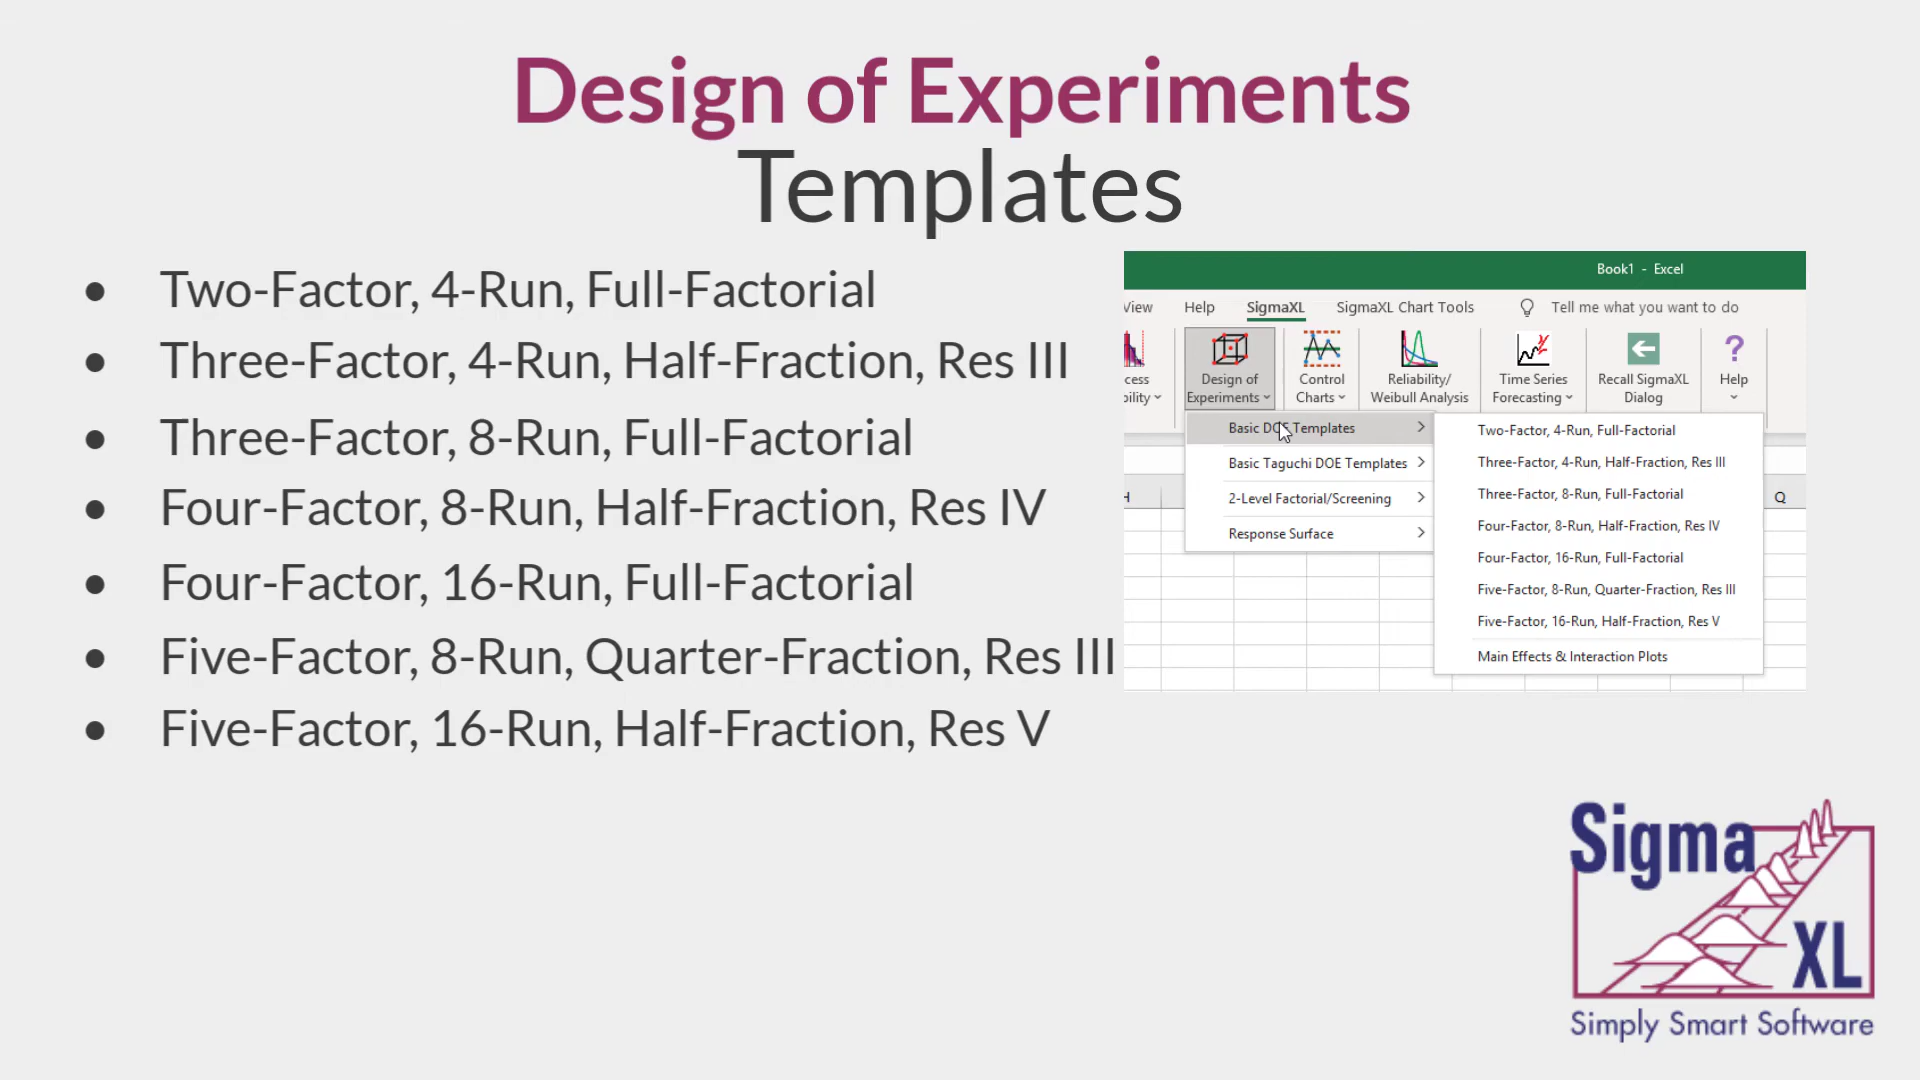 Design of Experiments
Templates
• Two-Factor, 4-Run, Full-Factorial
• Three-Factor, 4-Run, Half-Fraction, Res III
• Three-Factor, 8-Run, Full-Factorial
• Four-Factor, 8-Run, Half-Fraction, Res IV
• Four-Factor, 16-Run, Full-Factorial
• Five-Factor, 8-Run, Quarter-Fraction, Res III
• Five-Factor, 16-Run, Half-Fraction, Res V
Book1 - Excel
View Help SigmaXL SigmaXL Chart Tools Tell me what you want to do
cess Design of Control Reliability/ Time Series Recall SigmaXL Help
bility Experiments Charts Weibull Analysis Forecasting Dialog
Basic DOE Templates
Basic Taguchi DOE Templates
2-Level Factorial/Screening
Response Surface
Two-Factor, 4-Run, Full-Factorial
Three-Factor, 4-Run, Half-Fraction, Res III
Three-Factor, 8-Run, Full-Factorial
Four-Factor, 8-Run, Half-Fraction, Res IV
Four-Factor, 16-Run, Full-Factorial
Five-Factor, 8-Run, Quarter-Fraction, Res III
Five-Factor, 16-Run, Half-Fraction, Res V
Main Effects & Interaction Plots
H Q
Sigma
XL
Simply Smart Software